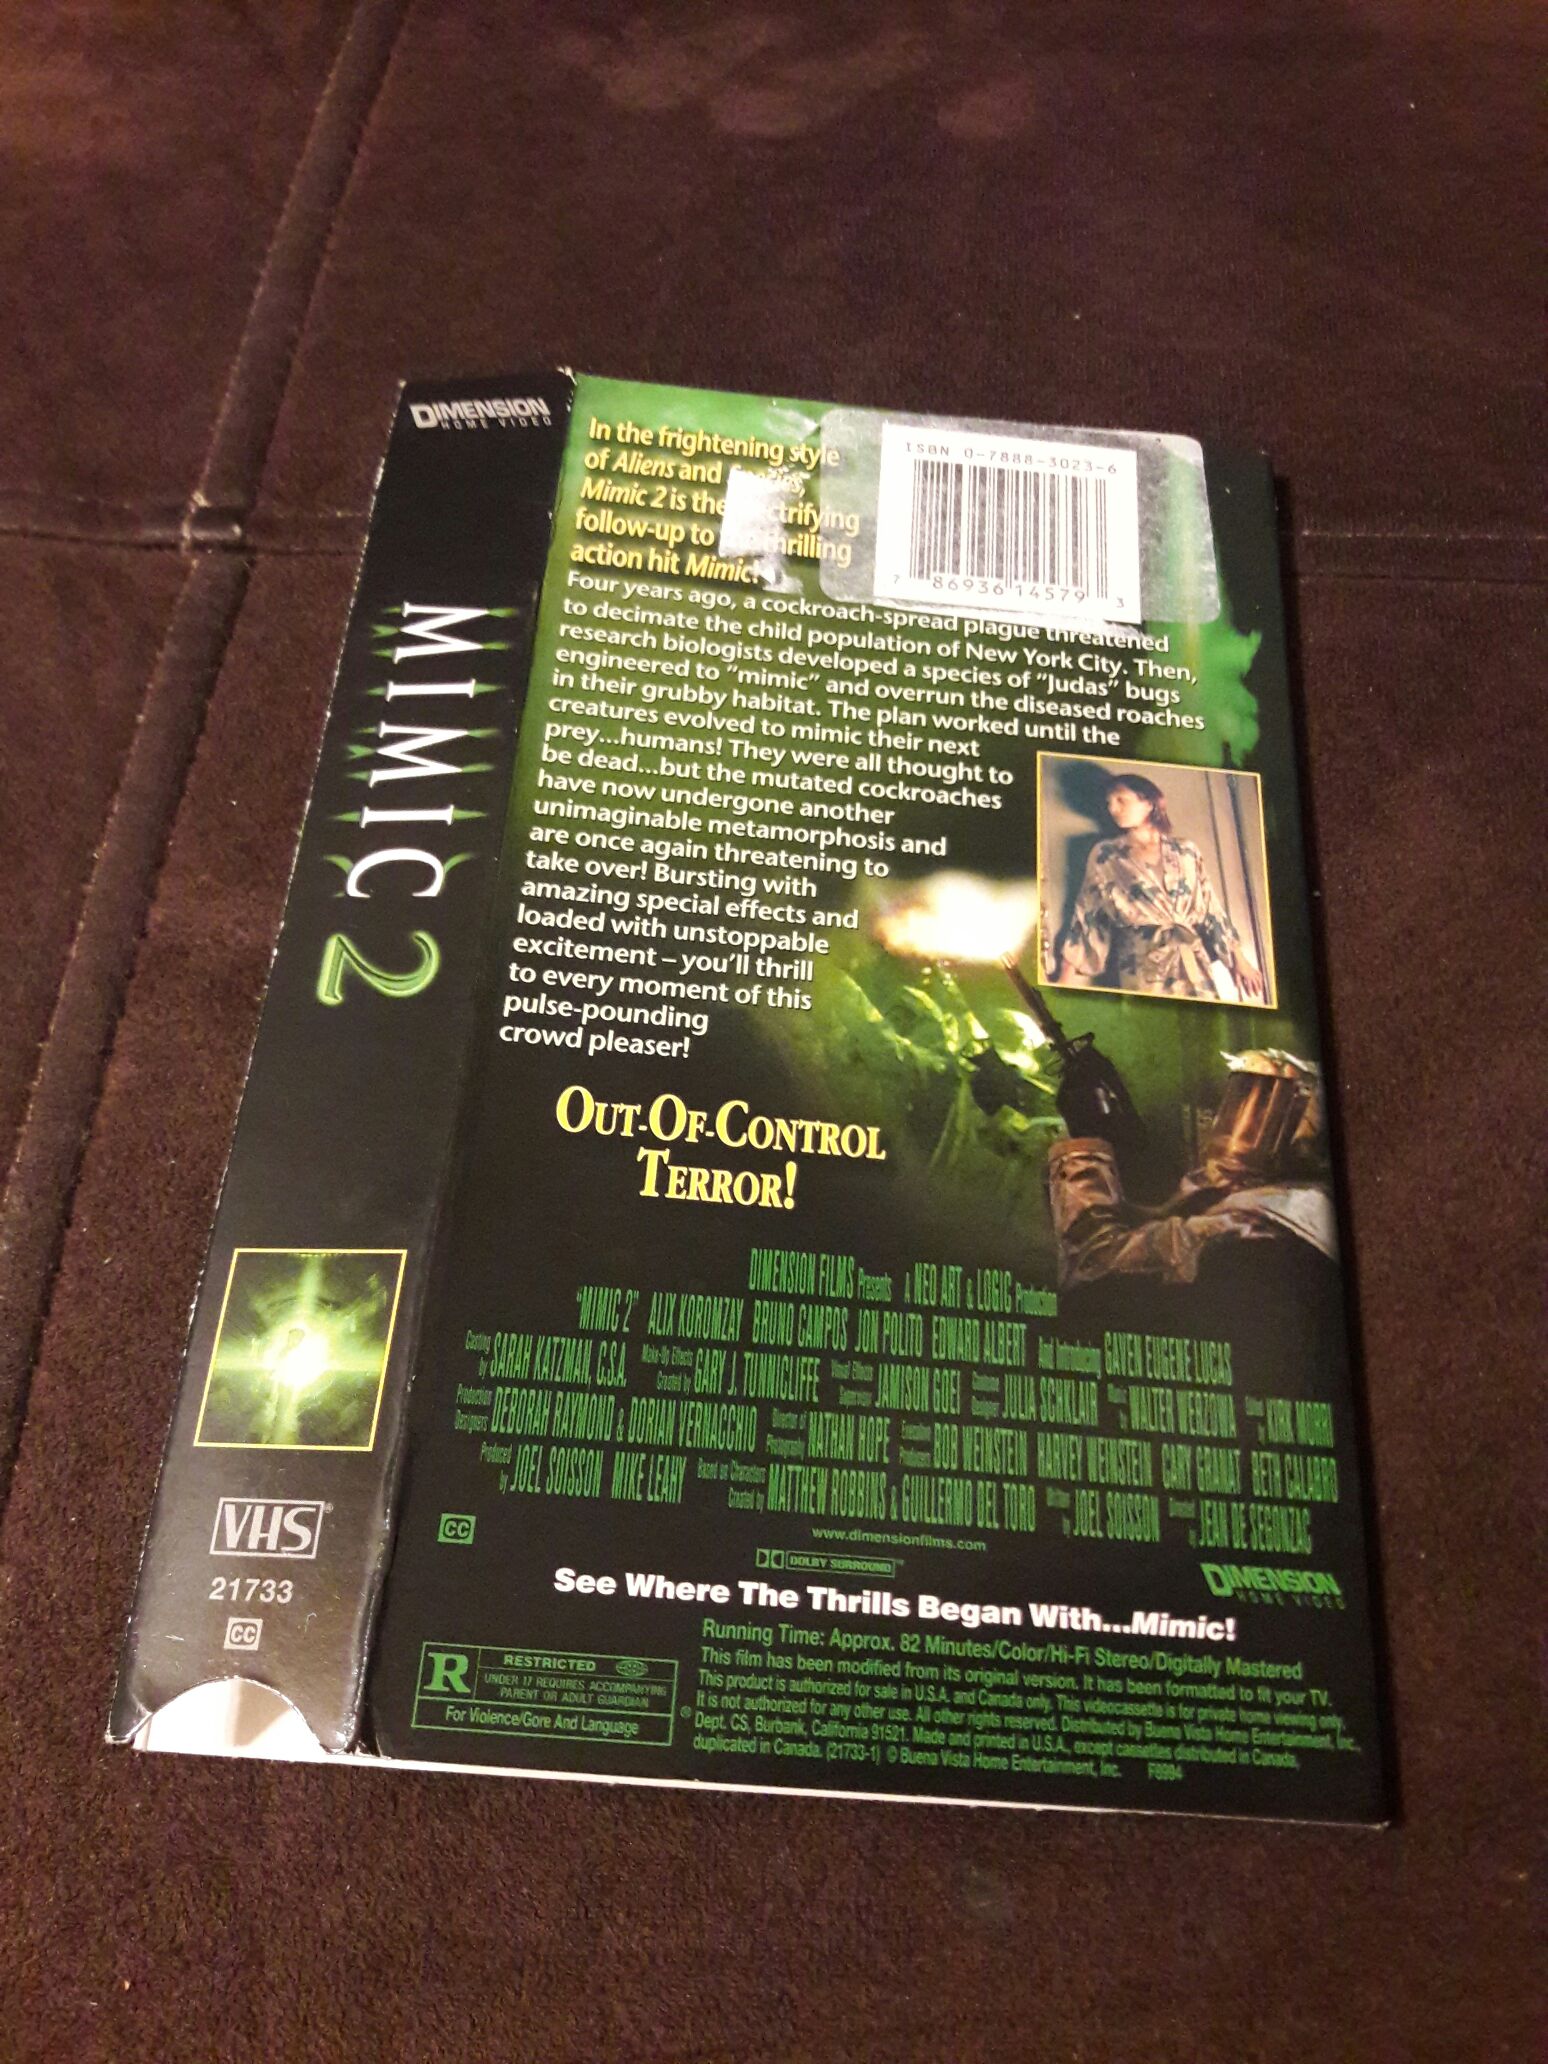 DIMENSION
HOME VIDEO
MIMIC 2
VHS®
21733
CC
In the frightening style
of Aliens and
Mimic 2 is the
follow-up to thrilling
action hit Mimic!
ISBN 0-7888-3023-6
7 86936 14579 3
Four years ago, a cockroach-spread plague threatened
to decimate the child population of New York City. Then,
research biologists developed a species of "Judas" bugs
engineered to "mimic" and overrun the diseased roaches
in their grubby habitat. The plan worked until the
creatures evolved to mimic their next
prey...humans! They were all thought to
be dead...but the mutated cockroaches
have now undergone another
unimaginable metamorphosis and
are once again threatening to
take over! Bursting with
amazing special effects and
loaded with unstoppable
excitement – you'll thrill
to every moment of this
pulse-pounding
crowd pleaser!
OUT-OF-CONTROL
TERROR!
DIMENSION FILMS Presents A NEO ART & LOGIC Production
"MIMIC 2" ALIX KOROMZAY BRUNO CAMPOS JON POLITO EDWARD ALBERT And Introducing GAVEN EUGENE LUCAS
Casting by SARAH KATZMAN, C.S.A. Make-Up Effects Created by GARY J. TUNNICLIFFE Visual Effects Supervisor JAMISON GOEI Costume Designer JULIA SCHKLAIR Music by WALTER WERZOWA Edited by KIRK MORRI
Production Designers DEBORAH RAYMOND & DORIAN VERNACCHIO Director of Photography NATHAN HOPE Executive Producers BOB WEINSTEIN HARVEY WEINSTEIN CARY GRANAT BETH CALABRO
Produced by JOEL SOISSON MIKE LEAHY Based on Characters Created by MATTHEW ROBBINS & GUILLERMO DEL TORO Written by JOEL SOISSON Directed by JEAN DE SEGONZAC
CC
www.dimensionfilms.com
DOLBY SURROUND™
DIMENSION
HOME VIDEO
See Where The Thrills Began With...Mimic!
R RESTRICTED
UNDER 17 REQUIRES ACCOMPANYING
PARENT OR ADULT GUARDIAN
For Violence/Gore And Language
®
Running Time: Approx. 82 Minutes/Color/Hi-Fi Stereo/Digitally Mastered
This film has been modified from its original version. It has been formatted to fit your TV.
This product is authorized for sale in U.S.A. and Canada only. This videocassette is for private home viewing only.
It is not authorized for any other use. All other rights reserved. Distributed by Buena Vista Home Entertainment, Inc.,
Dept. CS, Burbank, California 91521. Made and printed in U.S.A., except cassettes distributed in Canada,
duplicated in Canada. (21733-1) © Buena Vista Home Entertainment, Inc. F8994